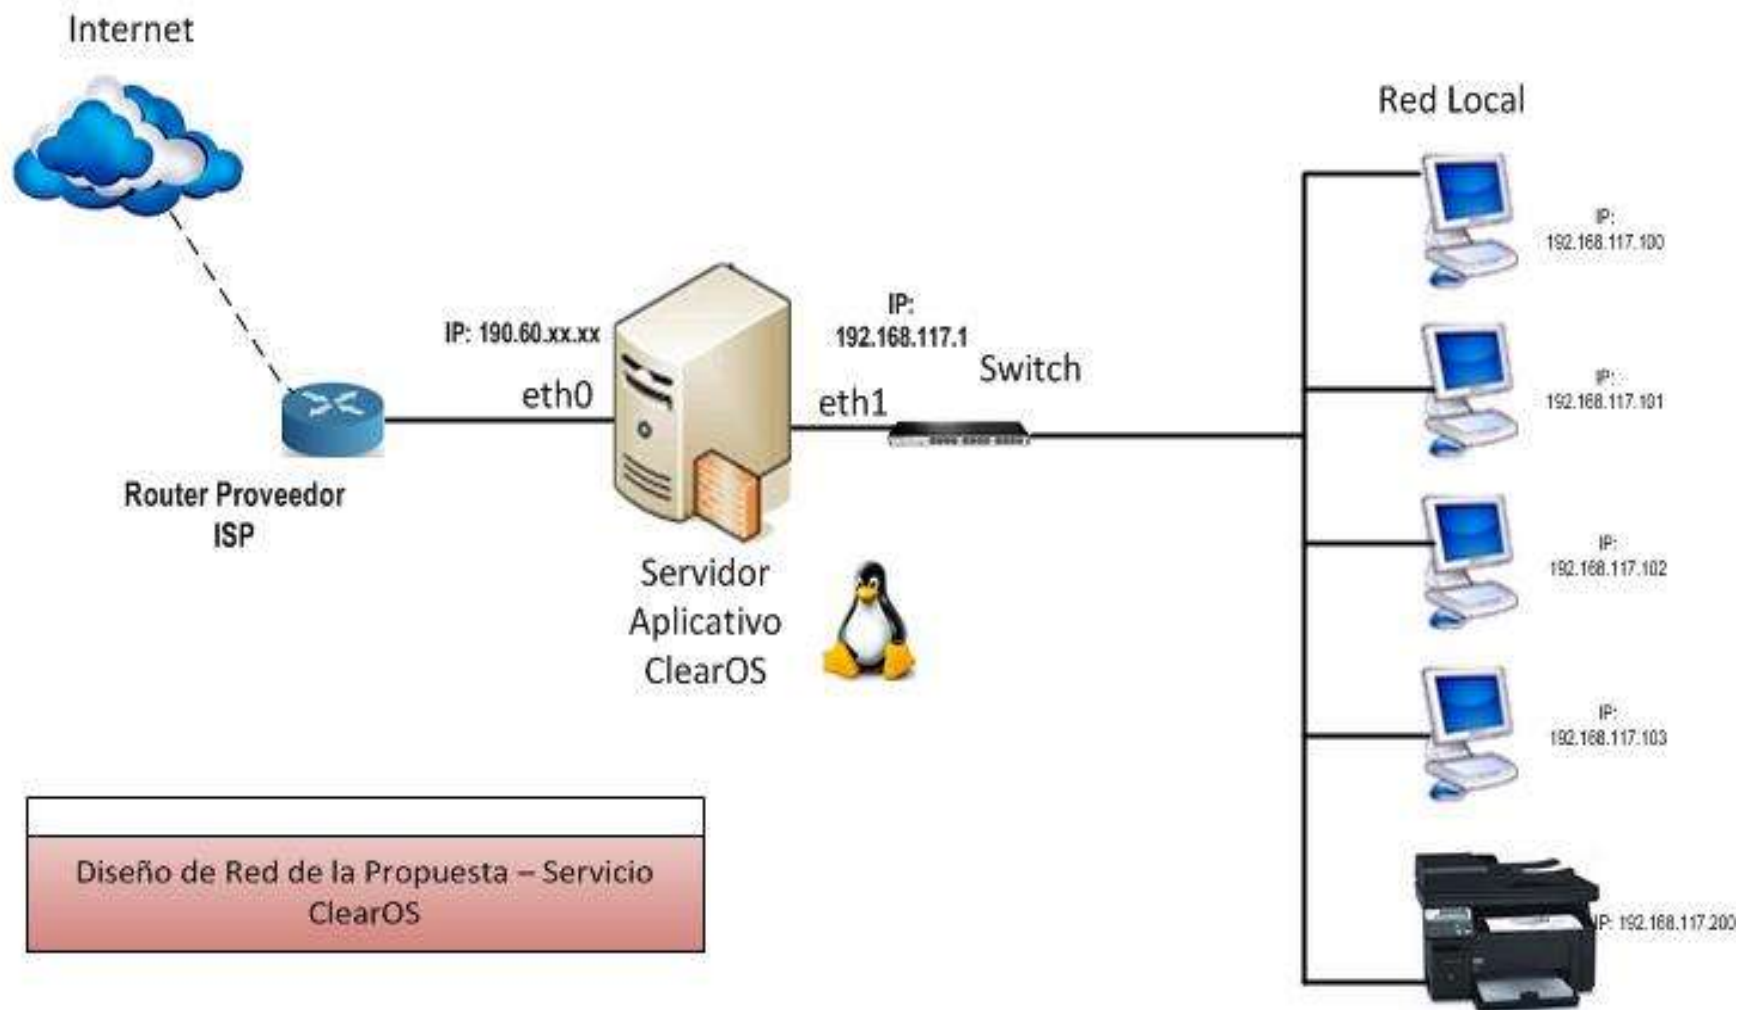 Internet
Red Local
IP:
192.168.117.100
IP: 190.60.xx.xx
IP:
192.168.117.1
Switch
eth0
eth1
IP:
192.168.117.101
Router Proveedor
ISP
Servidor
Aplicativo
ClearOS
IP:
192.168.117.102
IP:
192.168.117.103
Diseño de Red de la Propuesta – Servicio
ClearOS
IP: 192.168.117.200